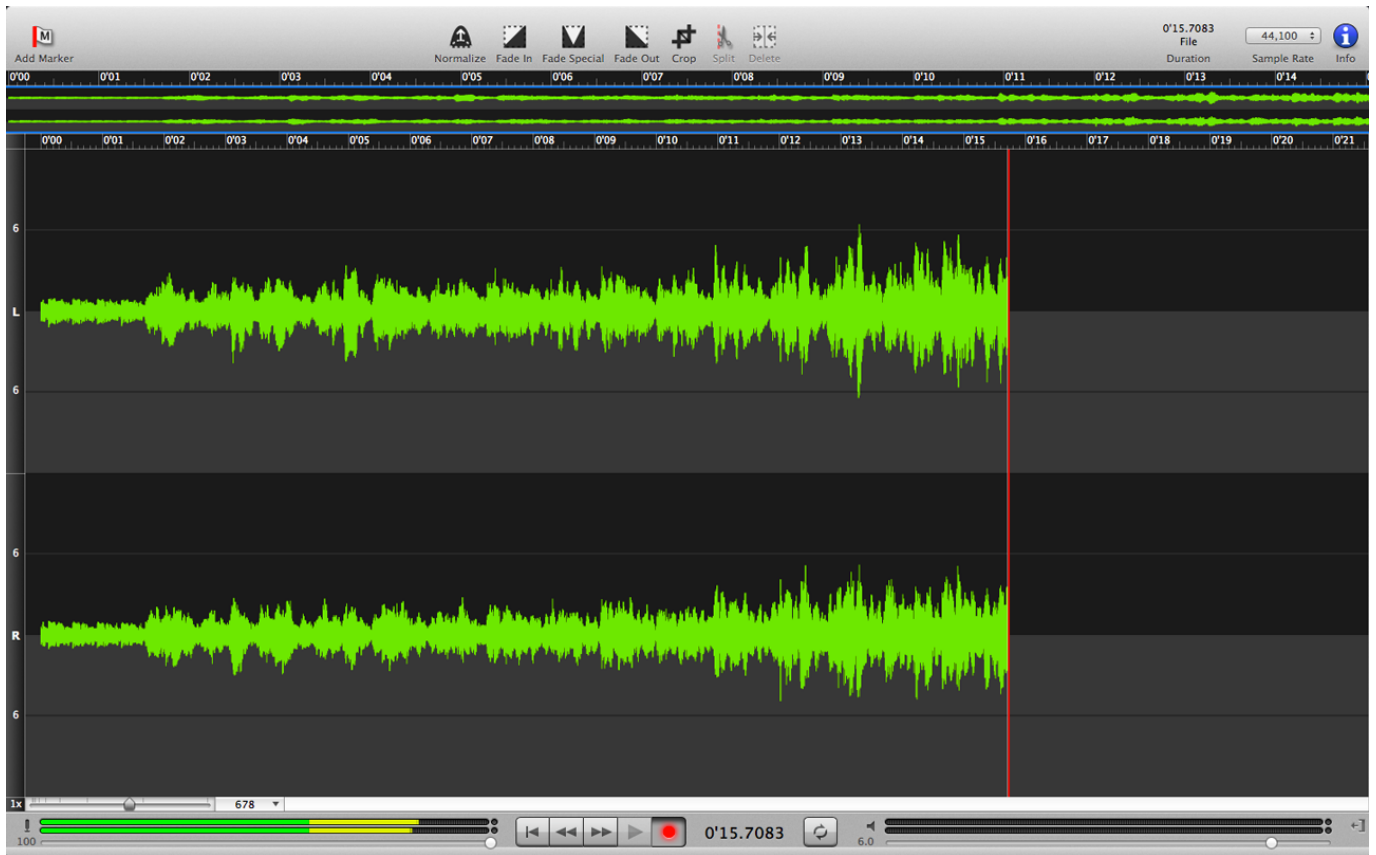 M
0'15.7083
File
44,100
Add Marker
Normalize Fade In Fade Special Fade Out Crop Split Delete
Duration
Sample Rate
Info
0'00 0'01 0'02 0'03 0'04 0'05 0'06 0'07 0'08 0'09 0'10 0'11 0'12 0'13 0'14
0'00 0'01 0'02 0'03 0'04 0'05 0'06 0'07 0'08 0'09 0'10 0'11 0'12 0'13 0'14 0'15 0'16 0'17 0'18 0'19 0'20 0'21
6
L
6
6
R
6
1x 678
100
0'15.7083
6.0